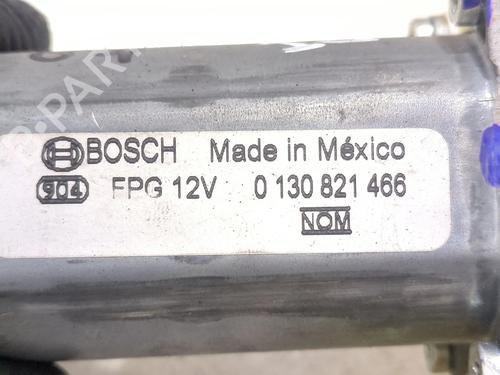 BOSCH Made in México
904 FPG 12V 0 130 821 466
NOM